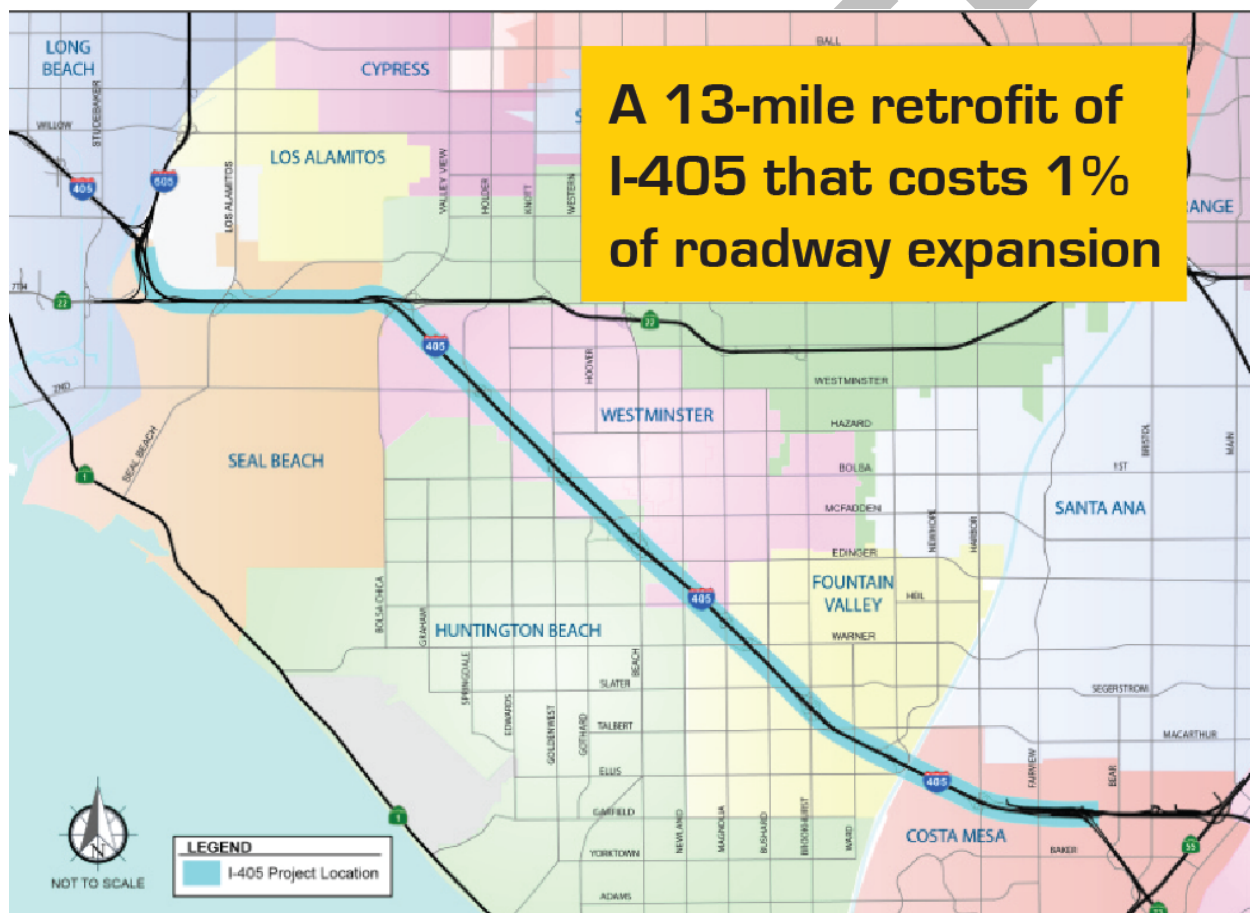 A 13-mile retrofit of
I-405 that costs 1%
of roadway expansion
LONG
BEACH
CYPRESS
BALL
WILLOW
STUDEBAKER
LOS ALAMITOS
405
605
LOS ALAMITOS
VALLEY VIEW
HOLDER
KNOTT
WESTERN
RANGE
7TH
22
405
22
HOOVER
2ND
WESTMINSTER
WESTMINSTER
HAZARD
SEAL BEACH
SEAL BEACH
1
BOLSA
1ST
BRISTOL
MAIN
MCFADDEN
SANTA ANA
NEWHOPE
HARBOR
EDINGER
FOUNTAIN
VALLEY
HEIL
405
BOLSA CHICA
GRAHAM
HUNTINGTON BEACH
WARNER
SPRINGDALE
EDWARDS
GOLDENWEST
GOTHARD
BEACH
SLATER
SEGERSTROM
TALBERT
MACARTHUR
ELLIS
405
FAIRVIEW
BEAR
1
GARFIELD
NEWLAND
MAGNOLIA
BUSHARD
BROOKHURST
WARD
COSTA MESA
BAKER
55
YORKTOWN
ADAMS
N
NOT TO SCALE
LEGEND
I-405 Project Location